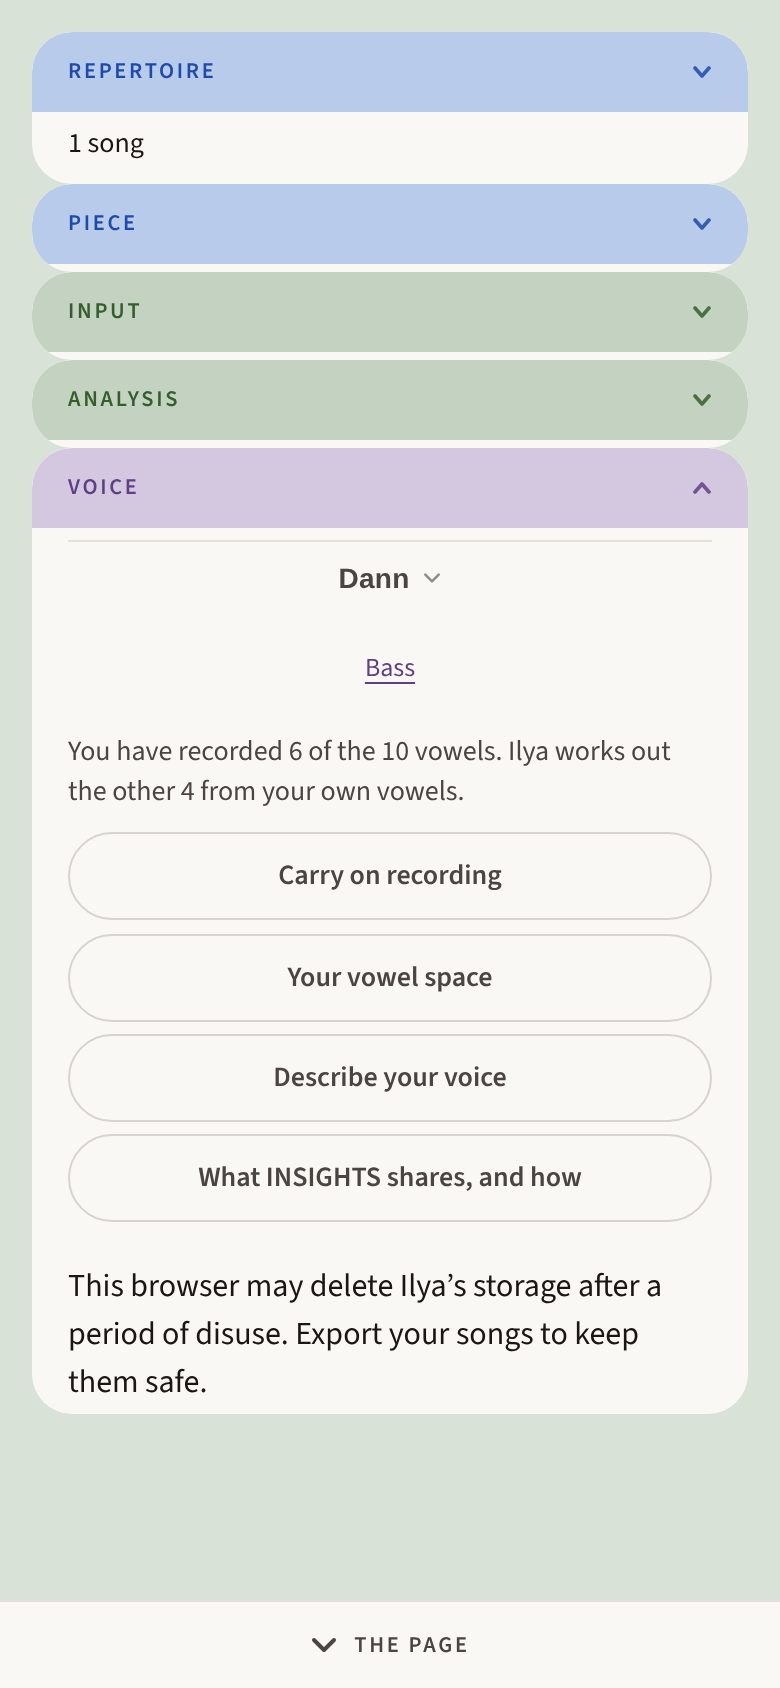 REPERTOIRE
1 song
PIECE
INPUT
ANALYSIS
VOICE
Dann
Bass
You have recorded 6 of the 10 vowels. Ilya works out
the other 4 from your own vowels.
Carry on recording
Your vowel space
Describe your voice
What INSIGHTS shares, and how
This browser may delete Ilya’s storage after a
period of disuse. Export your songs to keep
them safe.
THE PAGE